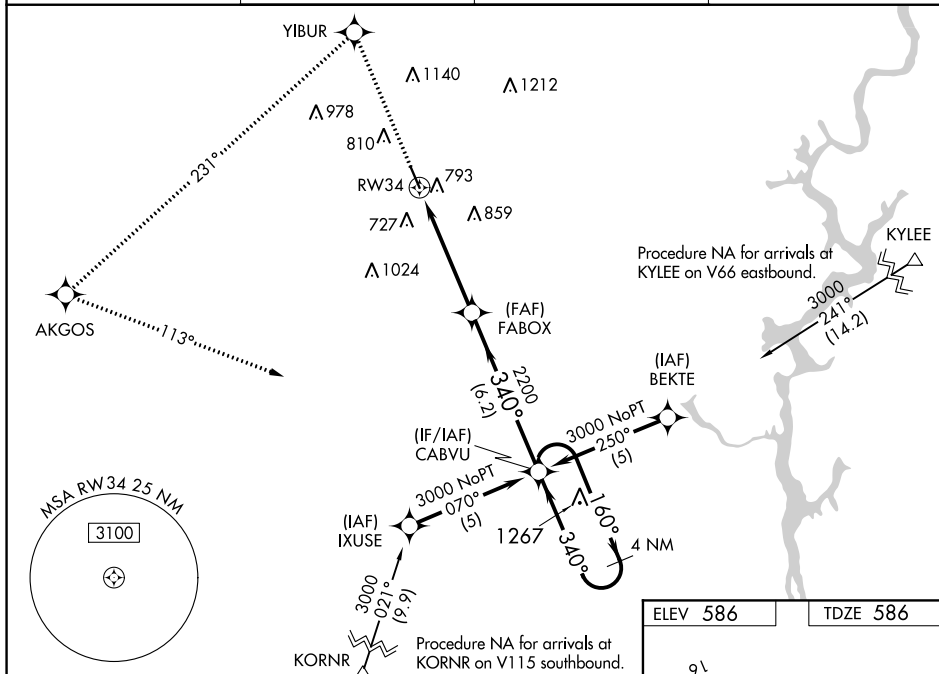 YIBUR
1140
1212
978
810
231°
RW34
793
727
859
1024
Procedure NA for arrivals at
KYLEE on V66 eastbound.
KYLEE
3000
241°
(14.2)
AKGOS
113°
(FAF)
FABOX
2200
340°
(6.2)
(IAF)
BEKTE
(IF/IAF)
CABVU
3000 NoPT
250°
(5)
MSA RW34 25 NM
3100
3000 NoPT
070°
(5)
(IAF)
IXUSE
1267
160°
340°
4 NM
3000
021°
(9.9)
KORNR
Procedure NA for arrivals at
KORNR on V115 southbound.
ELEV 586
TDZE 586